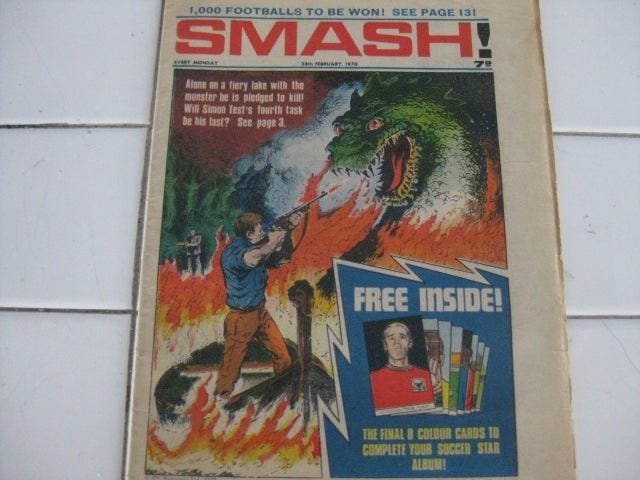 1,000 FOOTBALLS TO BE WON! SEE PAGE 13!
SMASH!
EVERY MONDAY
28th FEBRUARY 1970
7D
Alone on a fiery lake with the
monster he is pledged to kill!
Will Simon Test's fourth task
be his last? See page 3.
FREE INSIDE!
THE FINAL 8 COLOUR CARDS TO
COMPLETE YOUR SOCCER STAR
ALBUM!